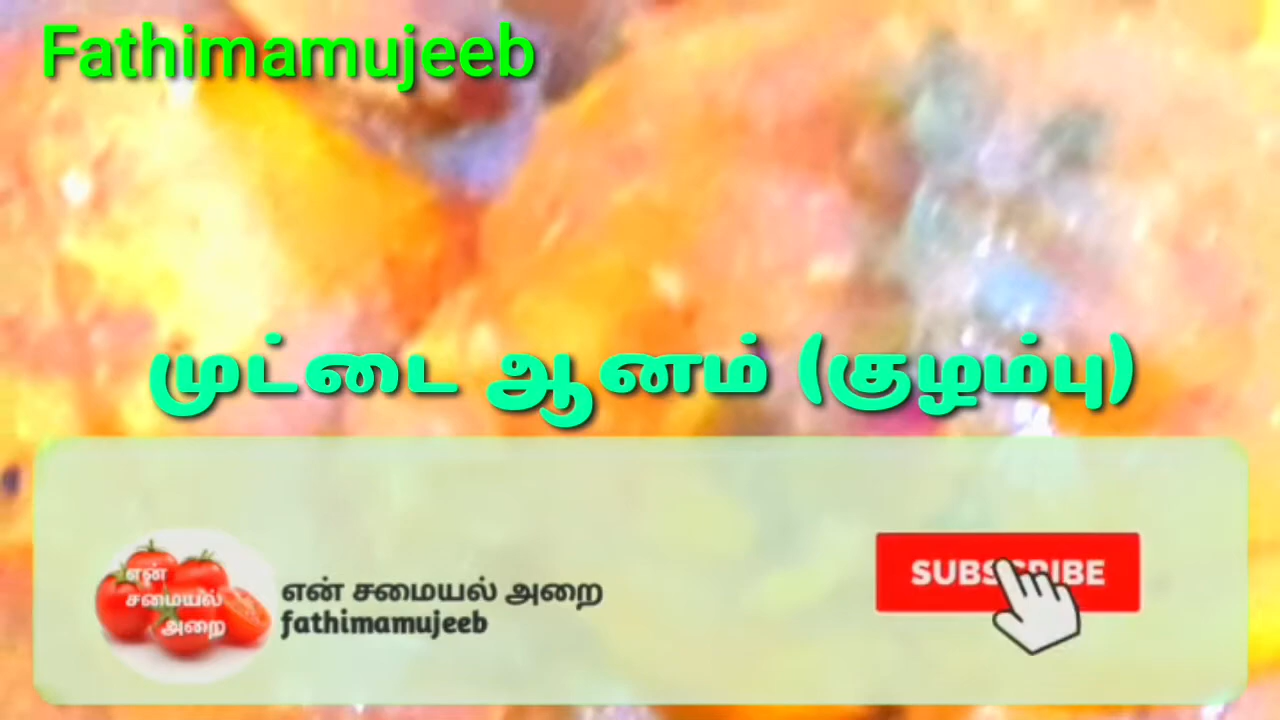 Fathimamujeeb
முட்டை ஆனம் (குழம்பு)
என்
சமையல்
அறை
என் சமையல் அறை
fathimamujeeb
SUBSCRIBE